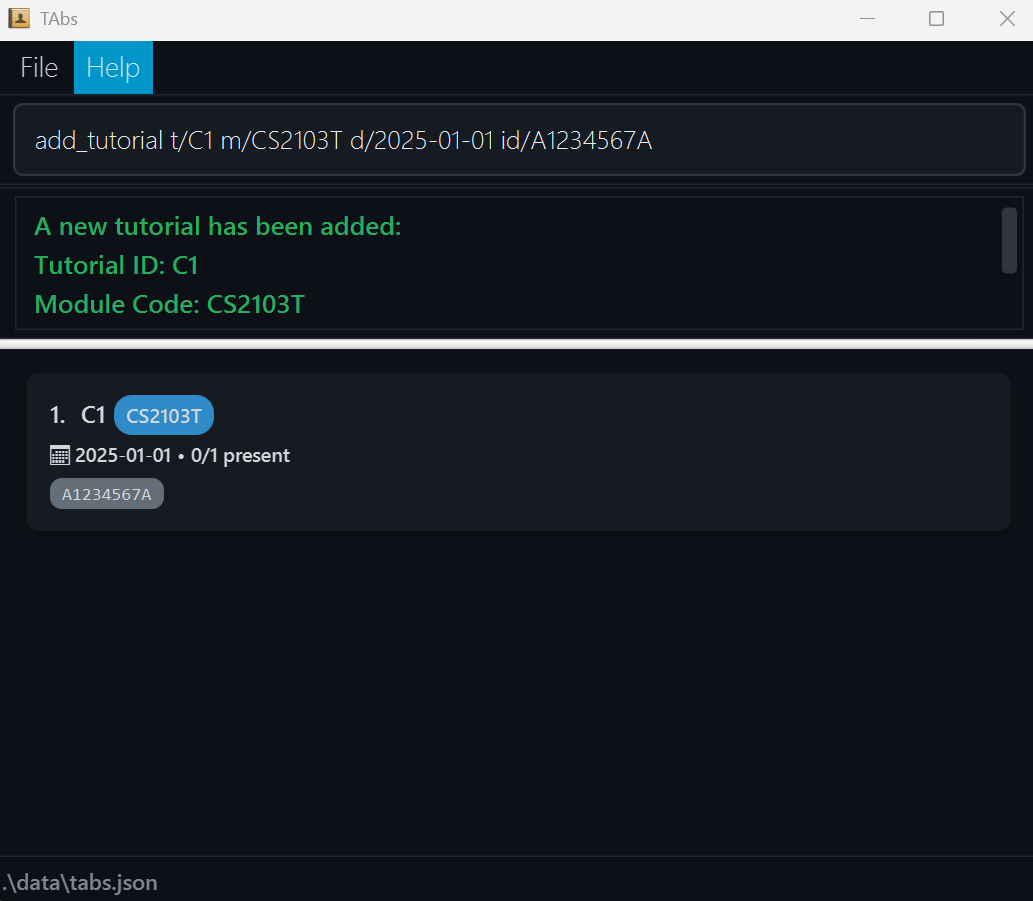 TAbs
File Help
add_tutorial t/C1 m/CS2103T d/2025-01-01 id/A1234567A
A new tutorial has been added:
Tutorial ID: C1
Module Code: CS2103T
1. C1 CS2103T
2025-01-01 • 0/1 present
A1234567A
.\data\tabs.json